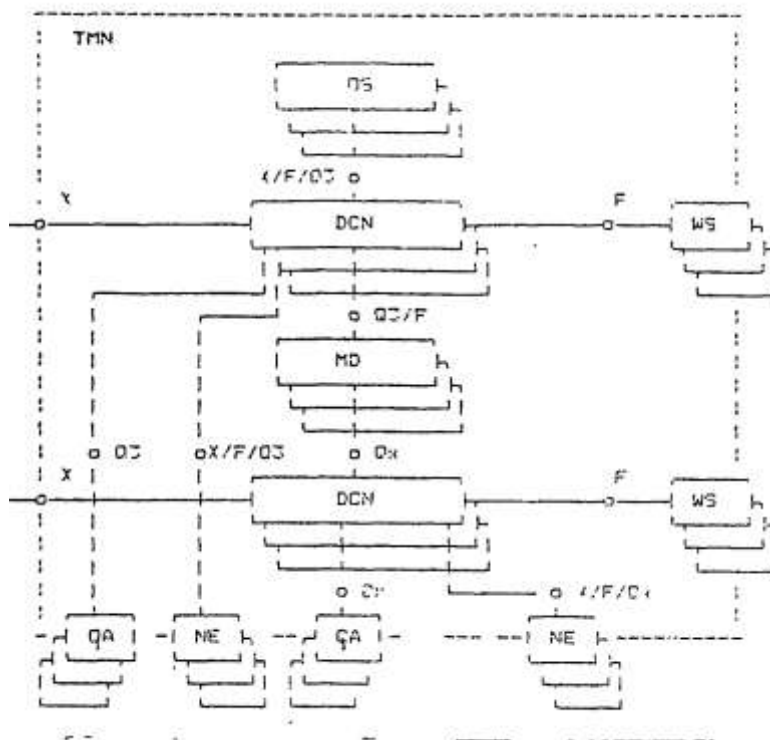 TMN
OS
X/F/Q3
X DCN F WS
Q3/F
MD
Q3 X/F/Q3 Qx
X DCN F WS
Qx X/F/Qx
QA NE QA NE